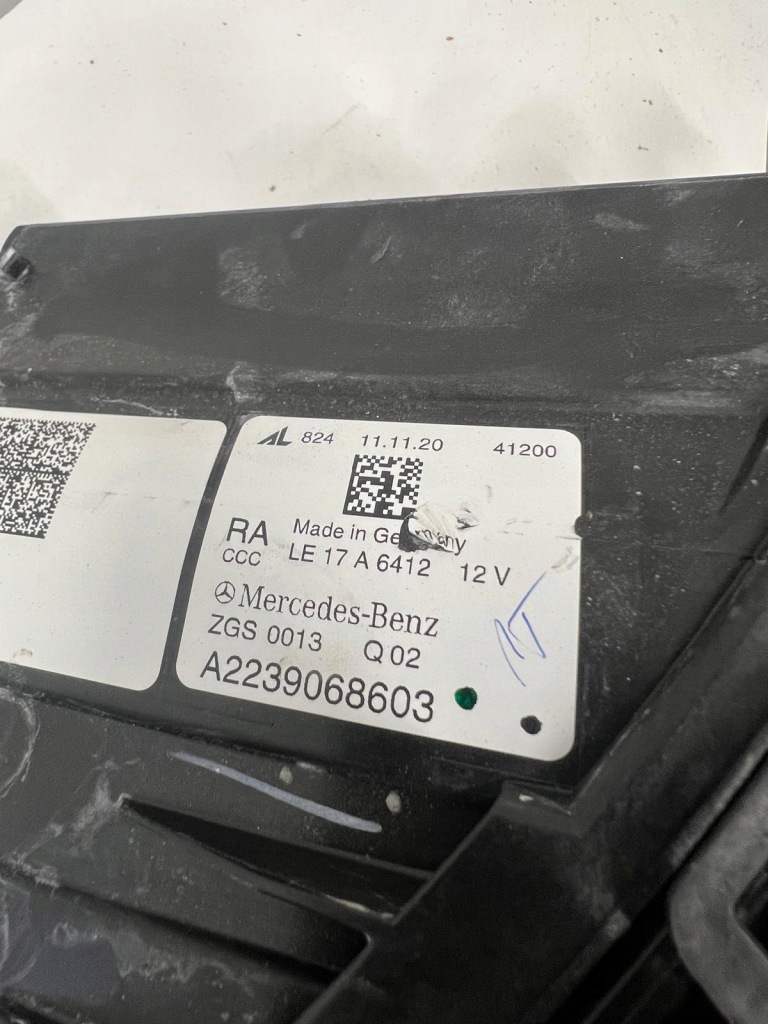 AL 824 11.11.20 41200
RA Made in Germany
CCC LE 17 A 6412 12 V
Mercedes-Benz
ZGS 0013 Q 02
A2239068603